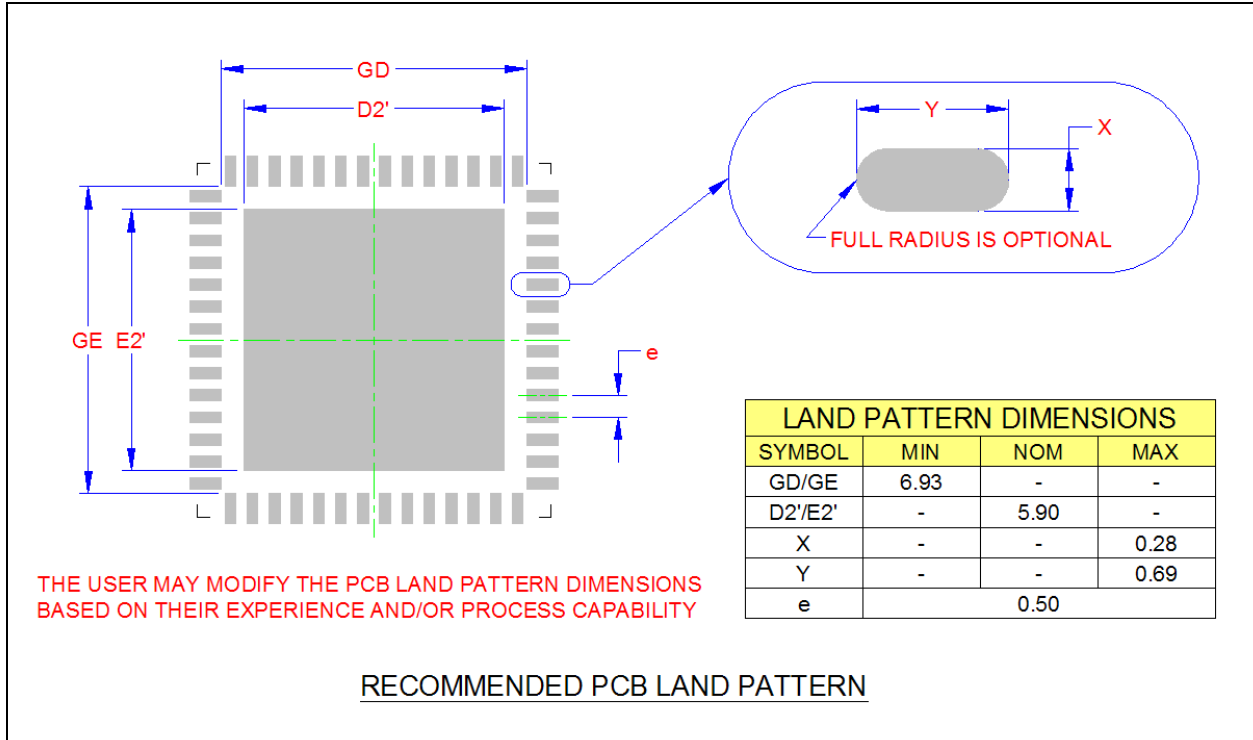 GD
D2'
Y
X
FULL RADIUS IS OPTIONAL
GE E2'
e
LAND PATTERN DIMENSIONS
SYMBOL MIN NOM MAX
GD/GE 6.93 - -
D2'/E2' - 5.90 -
X - - 0.28
Y - - 0.69
e 0.50
THE USER MAY MODIFY THE PCB LAND PATTERN DIMENSIONS
BASED ON THEIR EXPERIENCE AND/OR PROCESS CAPABILITY
RECOMMENDED PCB LAND PATTERN